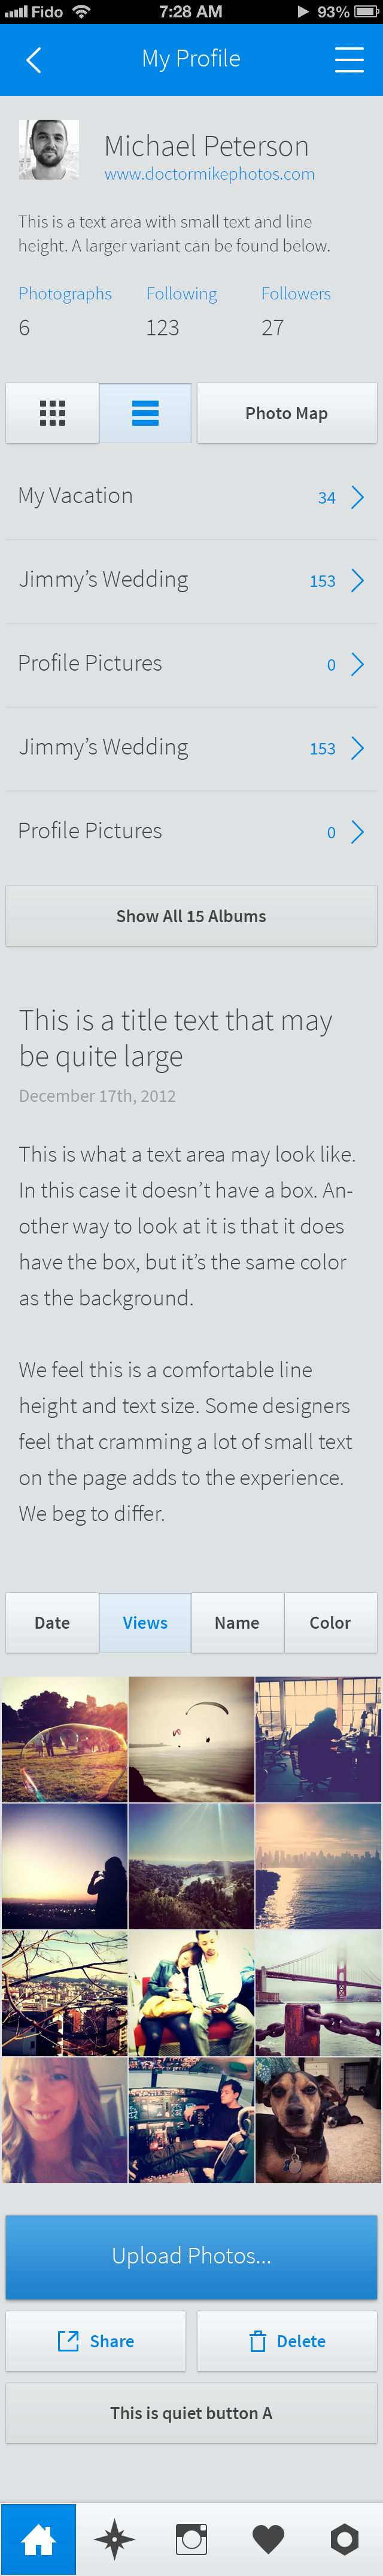 Fido 7:28 AM 93%
My Profile
Michael Peterson
www.doctormikephotos.com
This is a text area with small text and line
height. A larger variant can be found below.
Photographs Following Followers
6 123 27
Photo Map
My Vacation 34
Jimmy’s Wedding 153
Profile Pictures 0
Jimmy’s Wedding 153
Profile Pictures 0
Show All 15 Albums
This is a title text that may
be quite large
December 17th, 2012
This is what a text area may look like.
In this case it doesn’t have a box. An-
other way to look at it is that it does
have the box, but it’s the same color
as the background.
We feel this is a comfortable line
height and text size. Some designers
feel that cramming a lot of small text
on the page adds to the experience.
We beg to differ.
Date Views Name Color
Upload Photos...
Share Delete
This is quiet button A